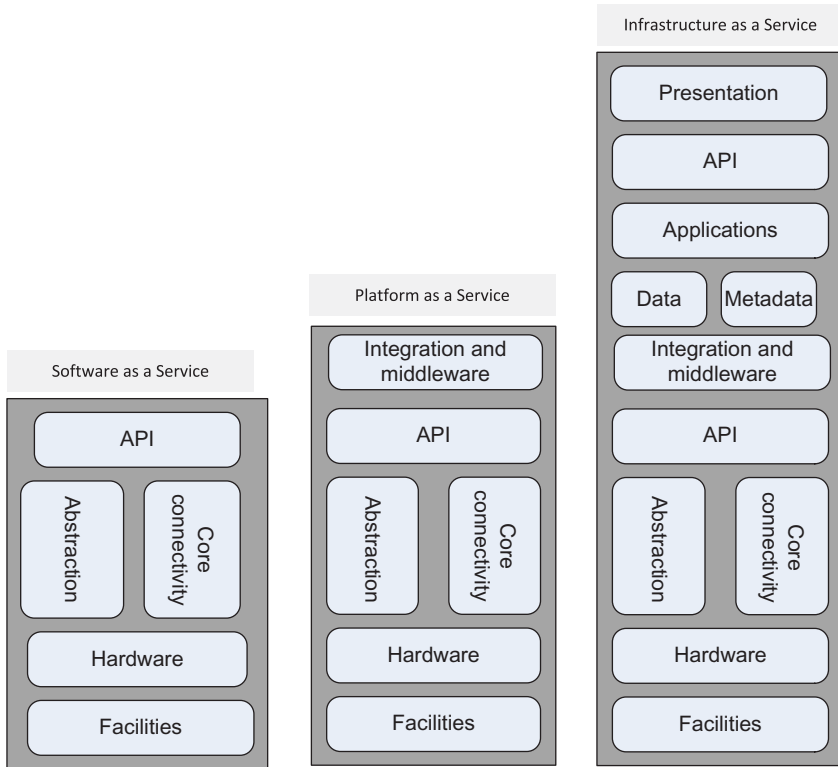 Software as a Service
API
Abstraction
Core
connectivity
Hardware
Facilities
Platform as a Service
Integration and
middleware
API
Abstraction
Core
connectivity
Hardware
Facilities
Infrastructure as a Service
Presentation
API
Applications
Data
Metadata
Integration and
middleware
API
Abstraction
Core
connectivity
Hardware
Facilities